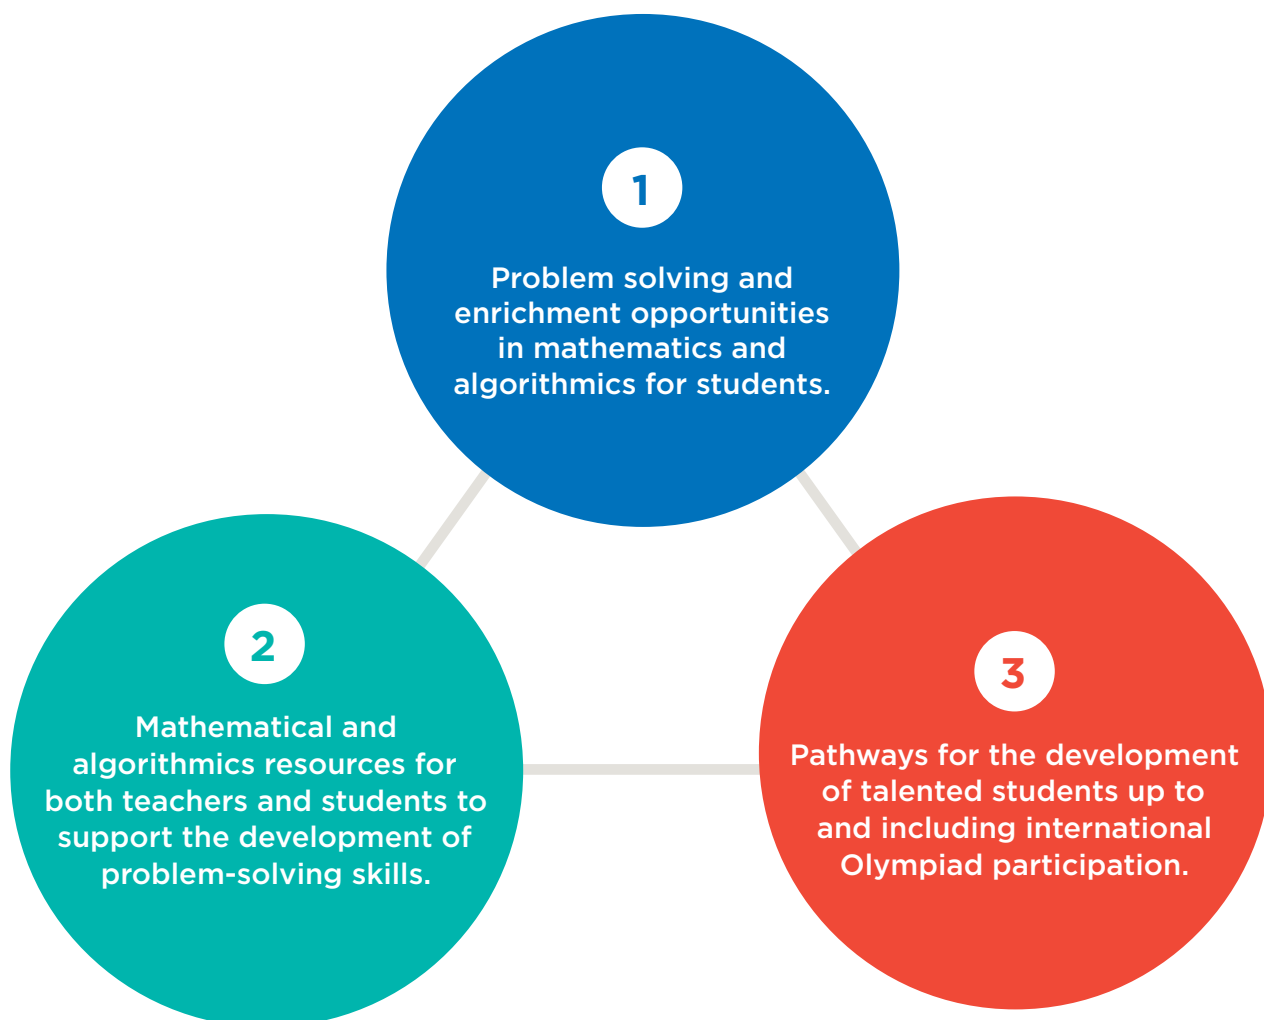 1
Problem solving and
enrichment opportunities
in mathematics and
algorithmics for students.
2
Mathematical and
algorithmics resources for
both teachers and students to
support the development of
problem-solving skills.
3
Pathways for the development
of talented students up to
and including international
Olympiad participation.